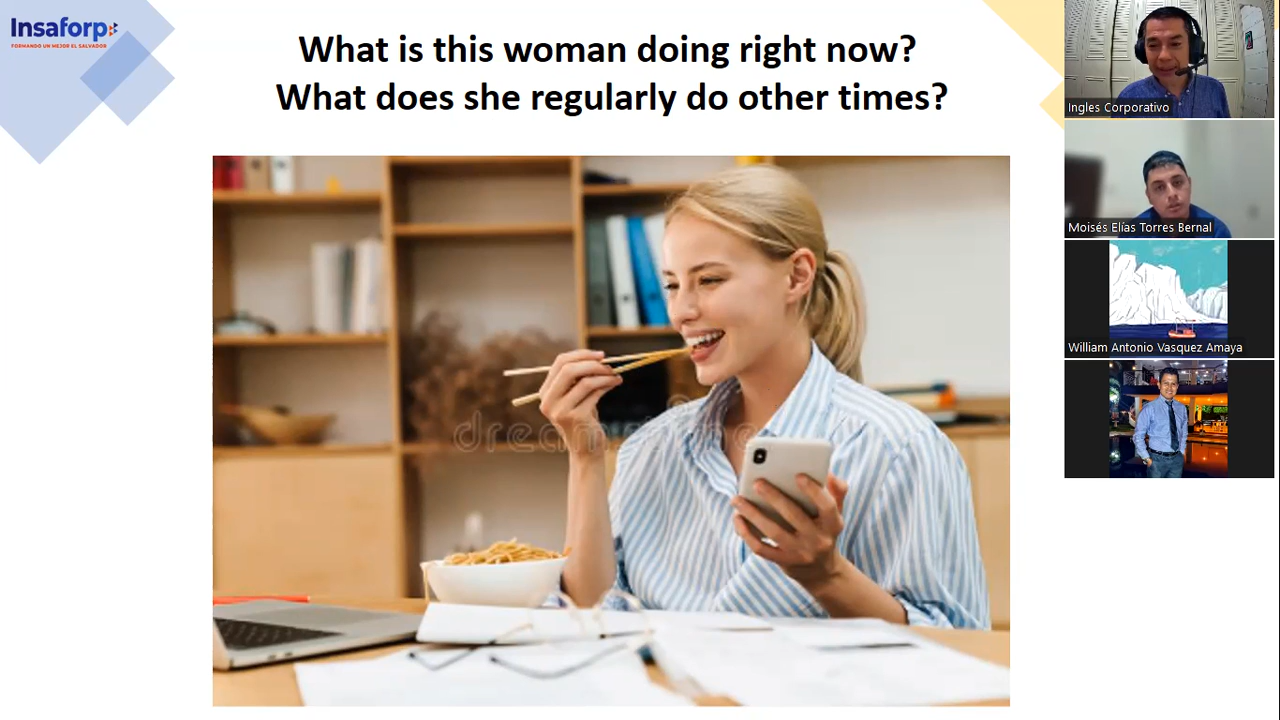 Insaforp
FORMANDO UN MEJOR EL SALVADOR
What is this woman doing right now?
What does she regularly do other times?
dreamstime
Ingles Corporativo
Moisés Elías Torres Bernal
William Antonio Vasquez Amaya